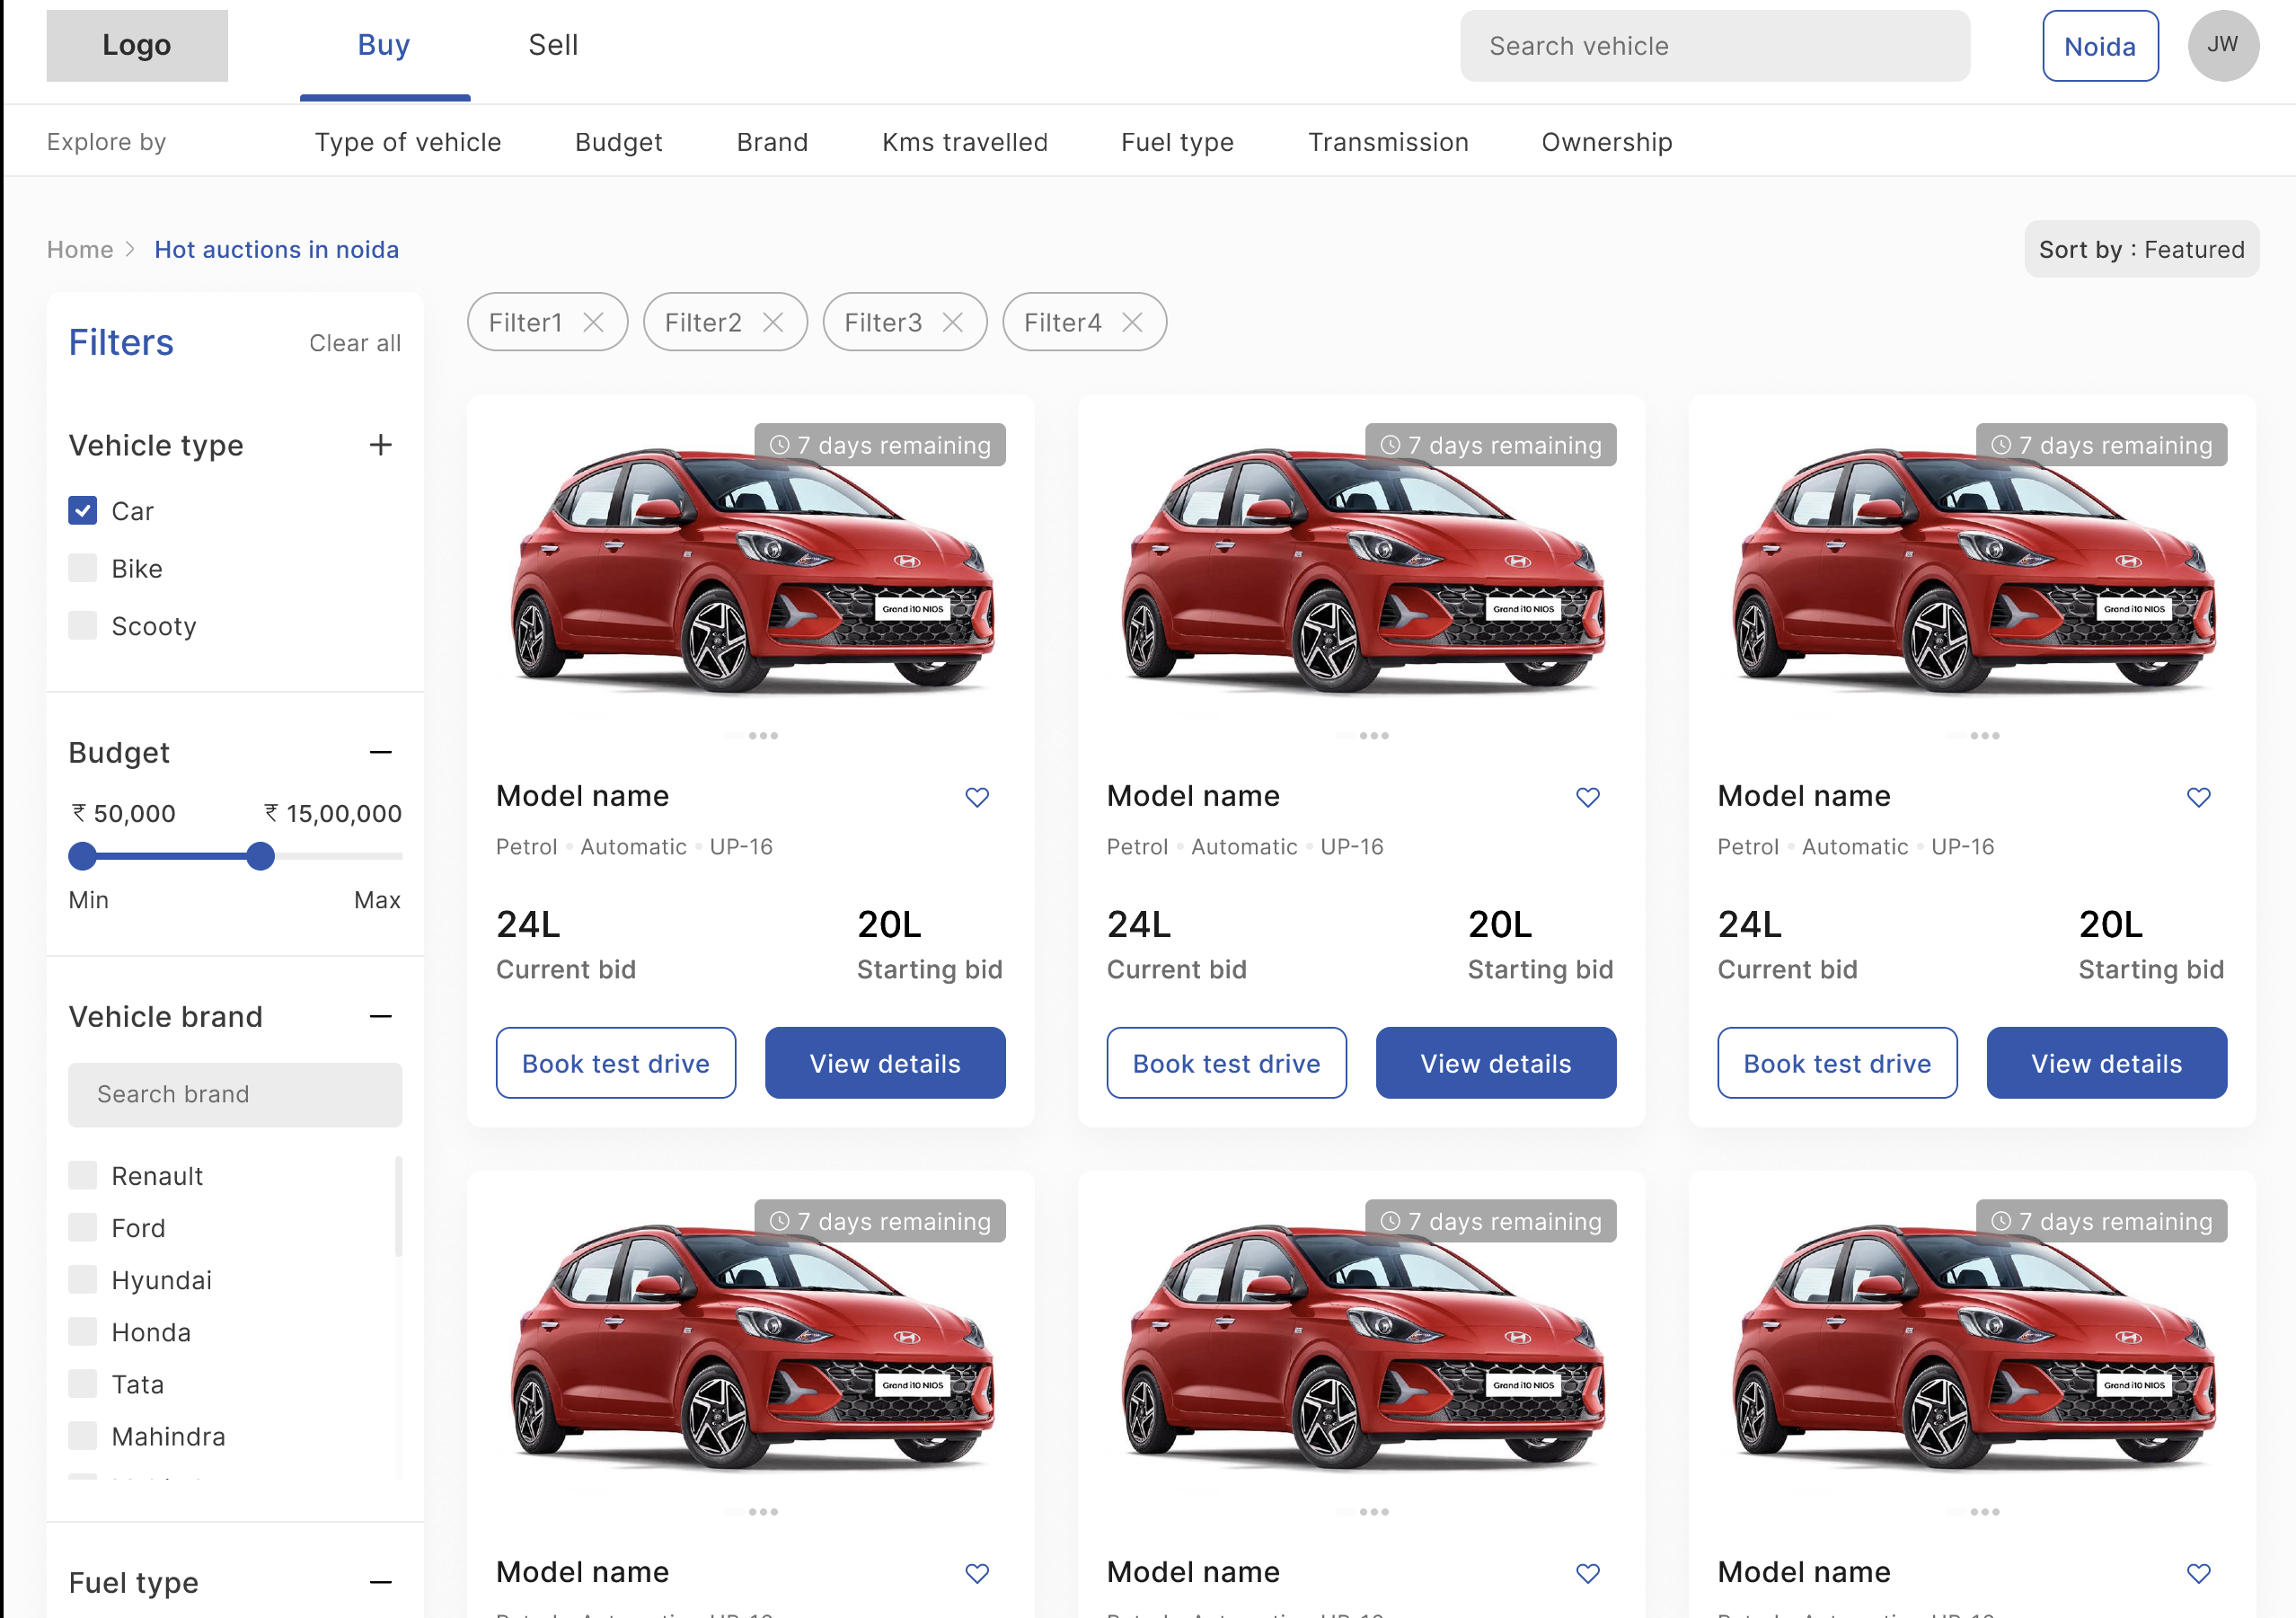 Logo
Buy
Sell
Search vehicle
Noida
JW
Explore by
Type of vehicle
Budget
Brand
Kms travelled
Fuel type
Transmission
Ownership
Home
Hot auctions in noida
Sort by : Featured
Filters
Clear all
Vehicle type
Car
Bike
Scooty
Budget
₹ 50,000
₹ 15,00,000
Min
Max
Vehicle brand
Search brand
Renault
Ford
Hyundai
Honda
Tata
Mahindra
Fuel type
Filter1
Filter2
Filter3
Filter4
7 days remaining
Grand i10 NIOS
Model name
Petrol • Automatic • UP-16
24L
Current bid
20L
Starting bid
Book test drive
View details
7 days remaining
Grand i10 NIOS
Model name
Petrol • Automatic • UP-16
24L
Current bid
20L
Starting bid
Book test drive
View details
7 days remaining
Grand i10 NIOS
Model name
Petrol • Automatic • UP-16
24L
Current bid
20L
Starting bid
Book test drive
View details
7 days remaining
Grand i10 NIOS
Model name
7 days remaining
Grand i10 NIOS
Model name
7 days remaining
Grand i10 NIOS
Model name